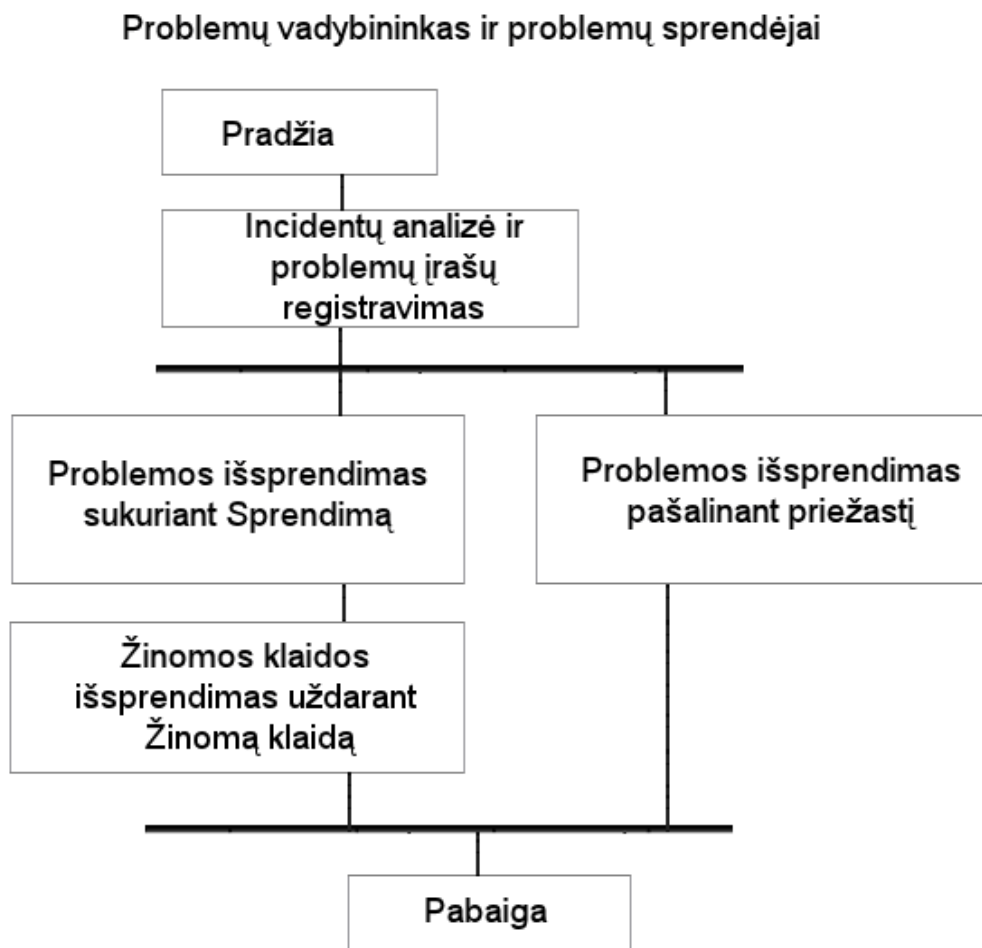 Problemų vadybininkas ir problemų sprendėjai
Pradžia
Incidentų analizė ir
problemų įrašų
registravimas
Problemos išsprendimas
sukuriant Sprendimą
Problemos išsprendimas
pašalinant priežastį
Žinomos klaidos
išsprendimas uždarant
Žinomą klaidą
Pabaiga